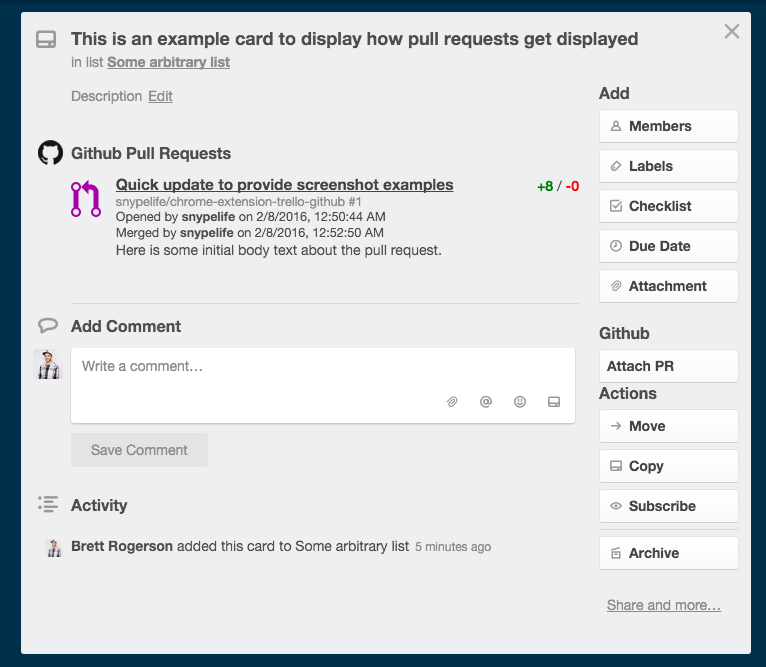 This is an example card to display how pull requests get displayed
in list Some arbitrary list
Description Edit
Github Pull Requests
Quick update to provide screenshot examples
+8 / -0
snypelife/chrome-extension-trello-github #1
Opened by snypelife on 2/8/2016, 12:50:44 AM
Merged by snypelife on 2/8/2016, 12:52:50 AM
Here is some initial body text about the pull request.
Add Comment
Write a comment…
Save Comment
Activity
Brett Rogerson added this card to Some arbitrary list 5 minutes ago
Add
Members
Labels
Checklist
Due Date
Attachment
Github
Attach PR
Actions
Move
Copy
Subscribe
Archive
Share and more…